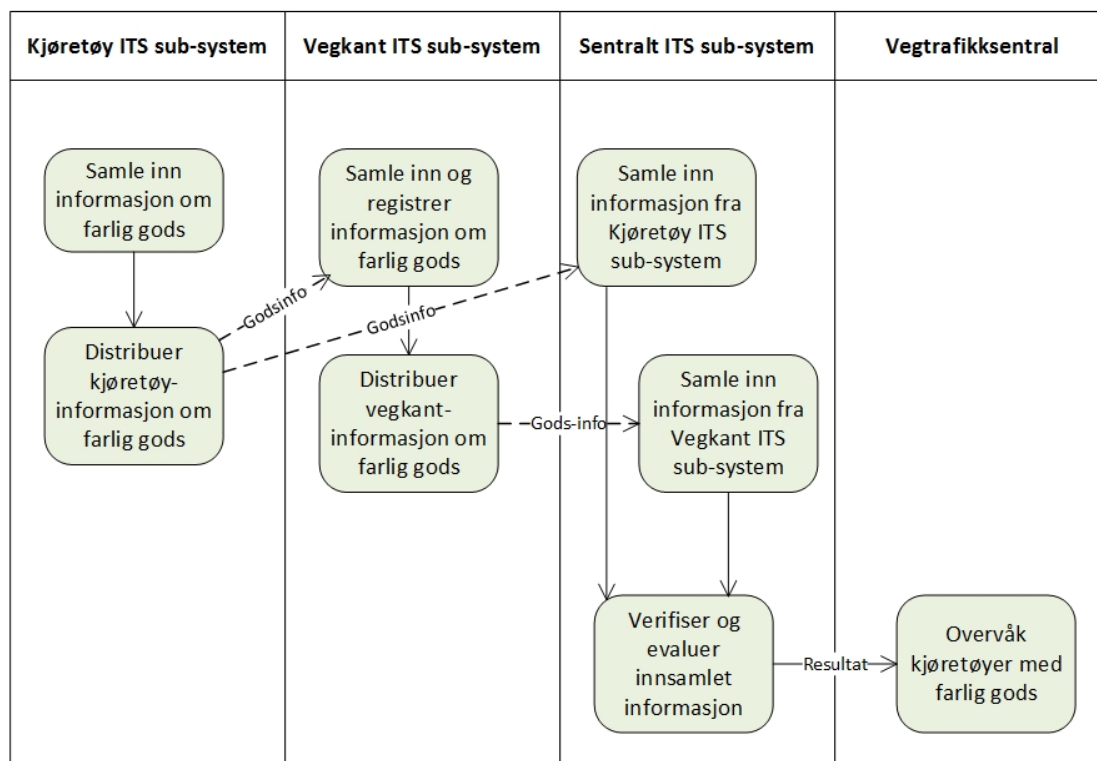 Kjøretøy ITS sub-system
Vegkant ITS sub-system
Sentralt ITS sub-system
Vegtrafikksentral
Samle inn
informasjon om
farlig gods
Samle inn og
registrer
informasjon om
farlig gods
Samle inn
informasjon fra
Kjøretøy ITS
sub-system
Godsinfo
Godsinfo
Distribuer
kjøretøy-
informasjon om
farlig gods
Distribuer
vegkant-
informasjon om
farlig gods
Gods-info
Samle inn
informasjon fra
Vegkant ITS
sub-system
Verifiser og
evaluer
innsamlet
informasjon
Resultat
Overvåk
kjøretøyer med
farlig gods